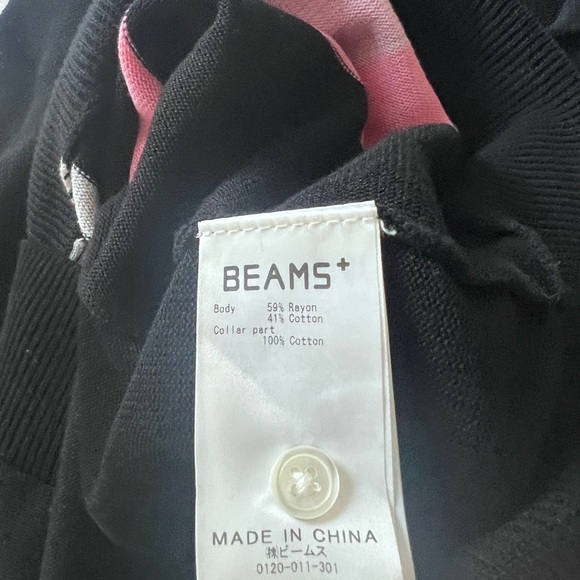 BEAMS+
Body 59% Rayon
41% Cotton
Collar part
100% Cotton
MADE IN CHINA
㈱ビームス
0120-011-301